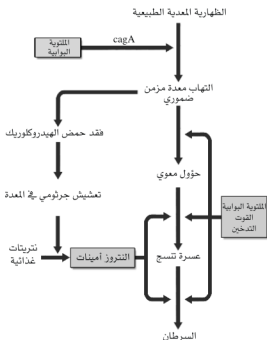 الظهارية المعدية الطبيعية
الملتوية
البوابية
cagA
التهاب معدة مزمن
ضموري
فقد حمض الهيدروكلوريك
حؤول معوي
تعشيش جرثومي في المعدة
الملتوية البوابية
القوت
التدخين
نتريتات
غذائية
النتروز أمينات
عسرة تنسج
السرطان